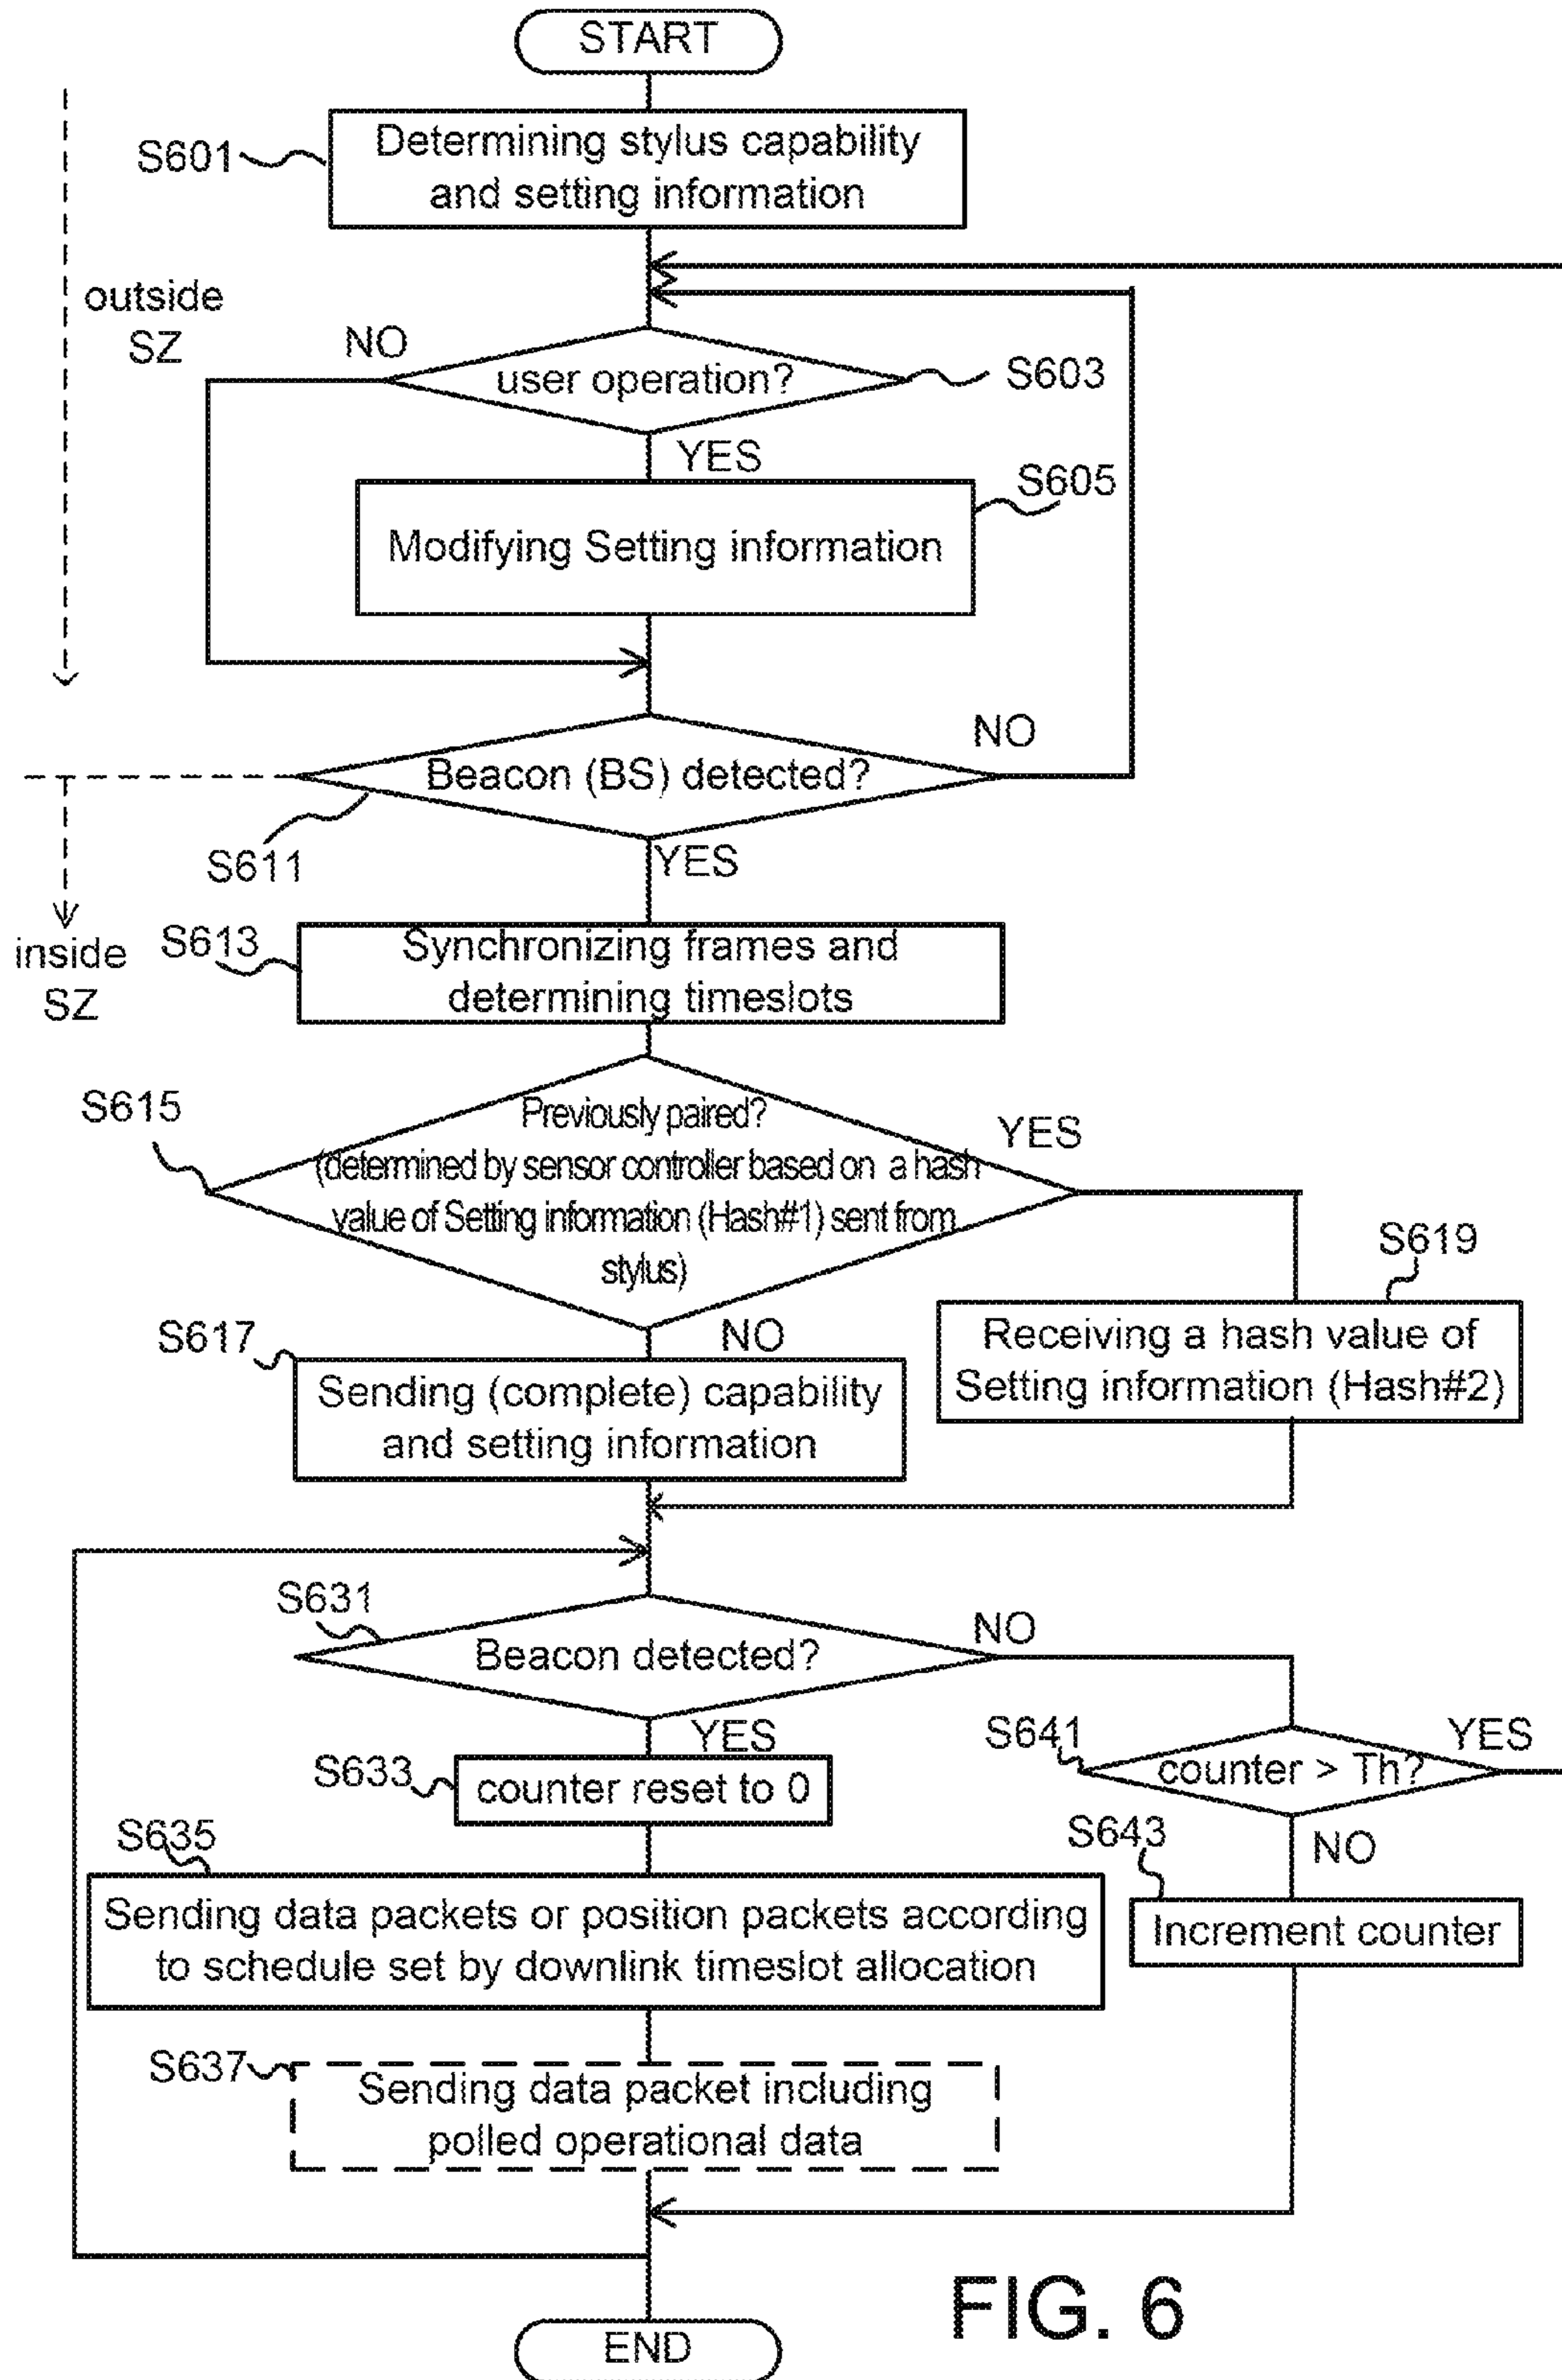 START
S601
Determining stylus capability
and setting information
outside
SZ
NO
user operation?
S603
YES
S605
Modifying Setting information
NO
Beacon (BS) detected?
S611
YES
inside
SZ
S613
Synchronizing frames and
determining timeslots
S615
Previously paired?
(determined by sensor controller based on a hash
value of Setting information (Hash#1) sent from
stylus)
YES
S619
Receiving a hash value of
Setting information (Hash#2)
S617
NO
Sending (complete) capability
and setting information
S631
Beacon detected?
NO
YES
S633
counter reset to 0
S641
counter > Th?
YES
S643
NO
Increment counter
S635
Sending data packets or position packets according
to schedule set by downlink timeslot allocation
S637
Sending data packet including
polled operational data
END
FIG. 6